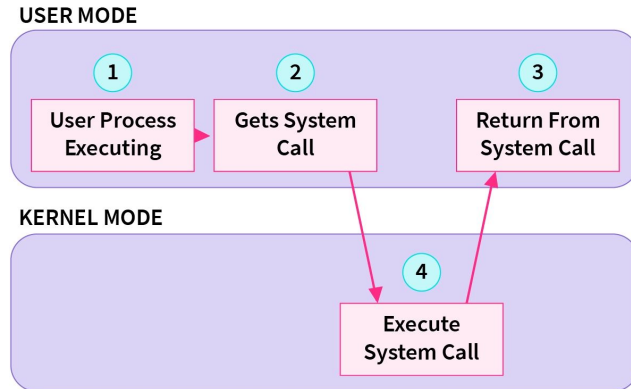 USER MODE
1
2
3
User Process
Executing
Gets System
Call
Return From
System Call
KERNEL MODE
4
Execute
System Call